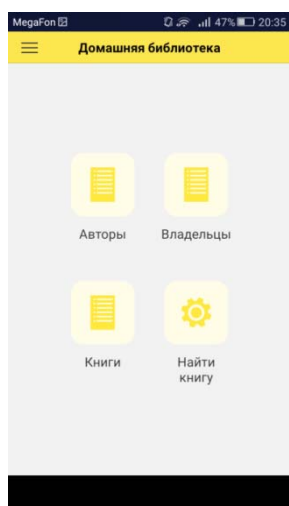 MegaFon 47% 20:35
Домашняя библиотека
Авторы Владельцы
Книги Найти
книгу